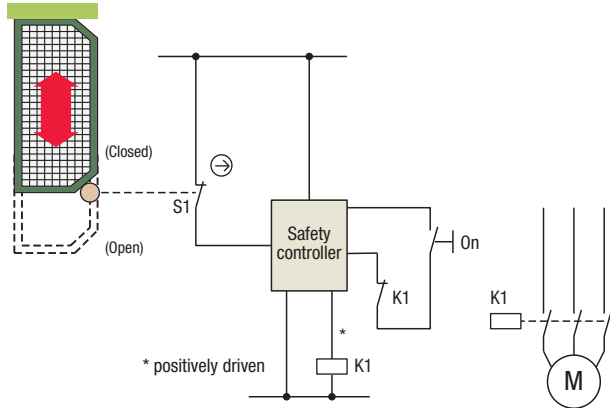 (Closed)
S1
(Open)
Safety
controller
On
K1
K1
*
* positively driven
K1
M